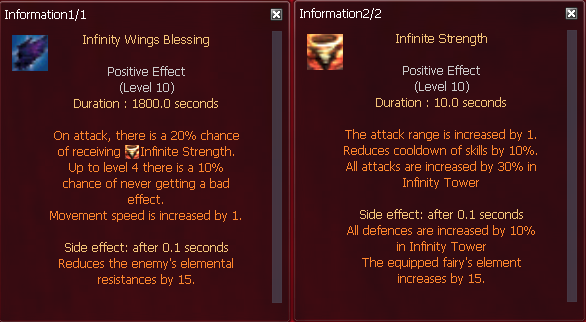 Information1/1
Infinity Wings Blessing
Positive Effect
(Level 10)
Duration : 1800.0 seconds
On attack, there is a 20% chance
of receiving Infinite Strength.
Up to level 4 there is a 10%
chance of never getting a bad
effect.
Movement speed is increased by 1.
Side effect: after 0.1 seconds
Reduces the enemy's elemental
resistances by 15.
Information2/2
Infinite Strength
Positive Effect
(Level 10)
Duration : 10.0 seconds
The attack range is increased by 1.
Reduces cooldown of skills by 10%.
All attacks are increased by 30% in
Infinity Tower
Side effect: after 0.1 seconds
All defences are increased by 10%
in Infinity Tower
The equipped fairy's element
increases by 15.